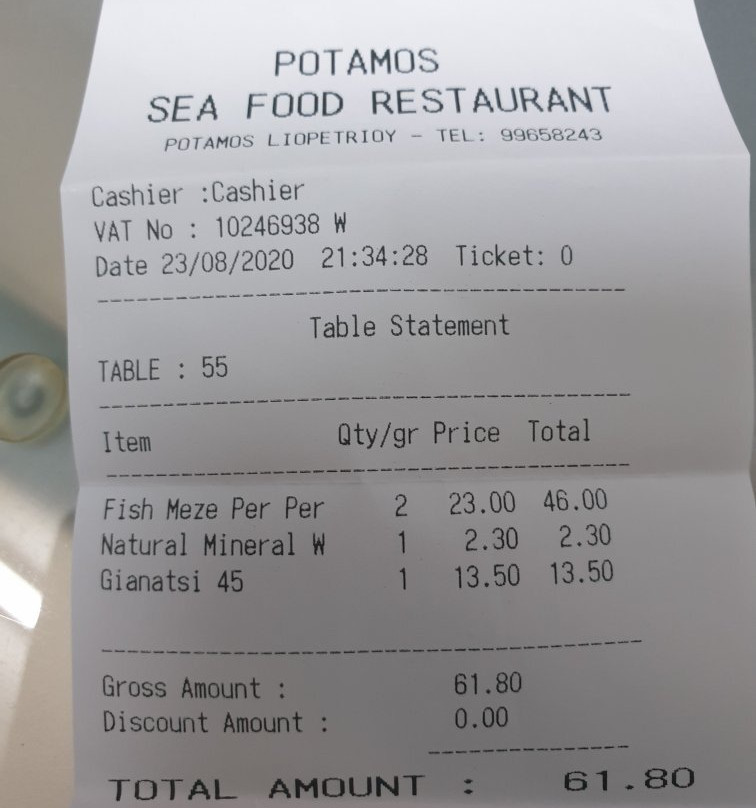 POTAMOS
SEA FOOD RESTAURANT
POTAMOS LIOPETRIOY - TEL: 99658243
Cashier :Cashier
VAT No : 10246938 W
Date 23/08/2020 21:34:28 Ticket: 0
Table Statement
TABLE : 55
Item Qty/gr Price Total
Fish Meze Per Per 2 23.00 46.00
Natural Mineral W 1 2.30 2.30
Gianatsi 45 1 13.50 13.50
Gross Amount : 61.80
Discount Amount : 0.00
TOTAL AMOUNT : 61.80